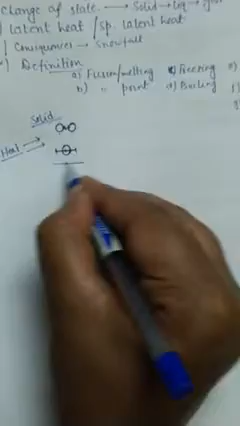 Change of state. → Solid → Liq → gas
latent heat / sp. latent heat
Consequences → Snowfall
Definition
a) Fusion/melting c) Freezing e)
b) " point d) Boiling f)
Solid
Heat